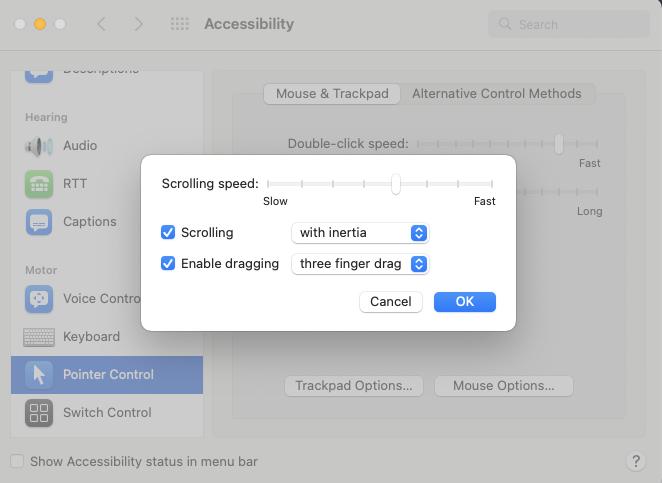 Accessibility
Search
Descriptions
Hearing
Audio
RTT
Captions
Motor
Voice Contro
Keyboard
Pointer Control
Switch Control
Mouse & Trackpad
Alternative Control Methods
Double-click speed:
Fast
Long
Scrolling speed:
Slow Fast
Scrolling with inertia
Enable dragging three finger drag
Cancel OK
Trackpad Options...
Mouse Options...
Show Accessibility status in menu bar
?